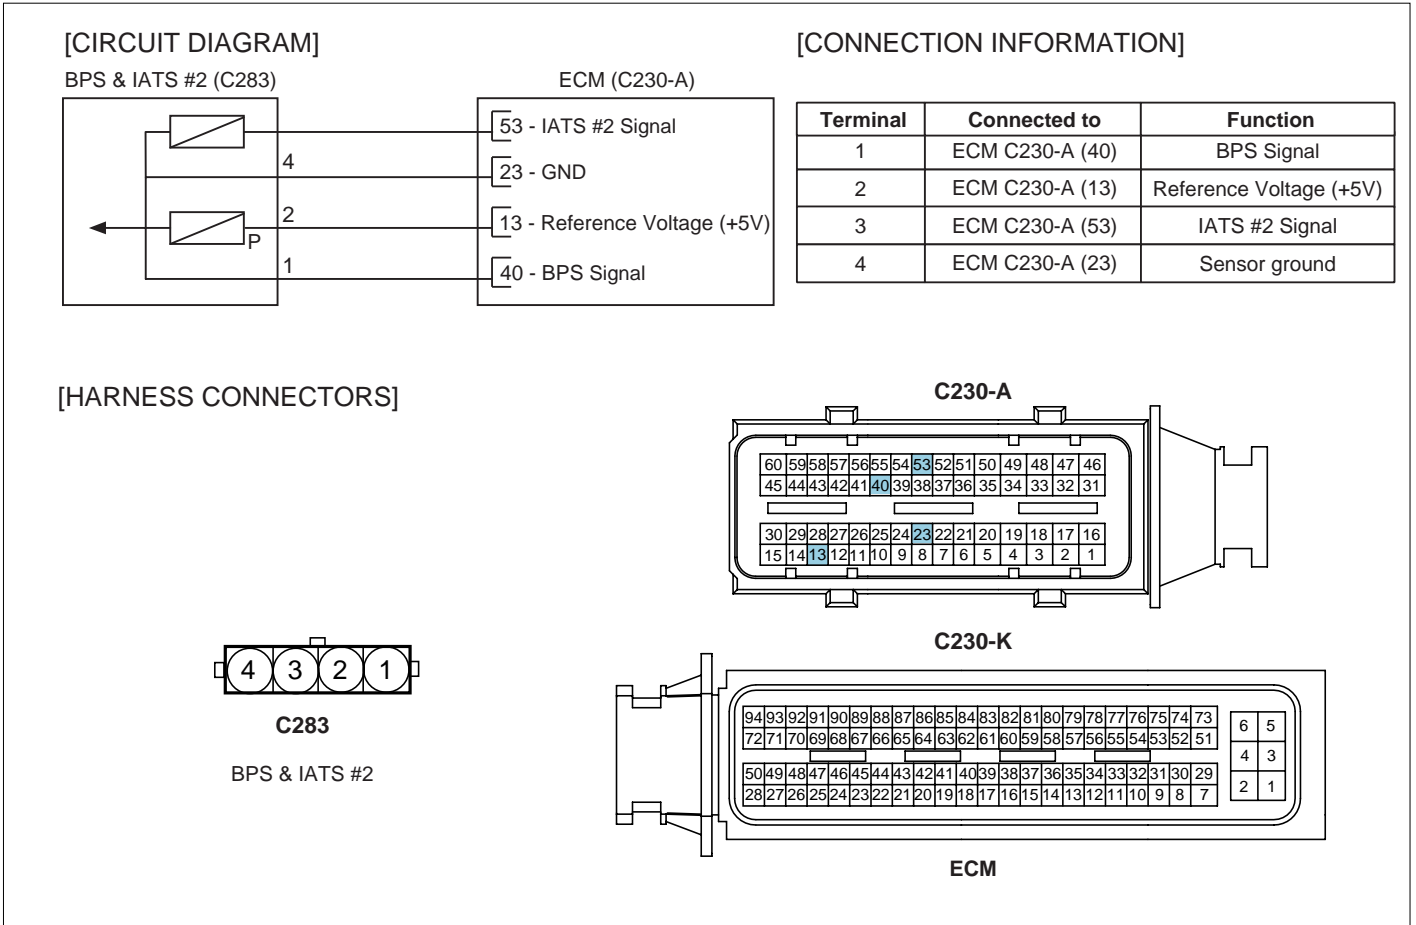 [CIRCUIT DIAGRAM]
BPS & IATS #2 (C283)
ECM (C230-A)
53 - IATS #2 Signal
4
23 - GND
2
13 - Reference Voltage (+5V)
P
1
40 - BPS Signal
[CONNECTION INFORMATION]
Terminal Connected to Function
1 ECM C230-A (40) BPS Signal
2 ECM C230-A (13) Reference Voltage (+5V)
3 ECM C230-A (53) IATS #2 Signal
4 ECM C230-A (23) Sensor ground
[HARNESS CONNECTORS]
C230-A
60 59 58 57 56 55 54 53 52 51 50 49 48 47 46
45 44 43 42 41 40 39 38 37 36 35 34 33 32 31
30 29 28 27 26 25 24 23 22 21 20 19 18 17 16
15 14 13 12 11 10 9 8 7 6 5 4 3 2 1
4 3 2 1
C283
BPS & IATS #2
C230-K
94 93 92 91 90 89 88 87 86 85 84 83 82 81 80 79 78 77 76 75 74 73
72 71 70 69 68 67 66 65 64 63 62 61 60 59 58 57 56 55 54 53 52 51
50 49 48 47 46 45 44 43 42 41 40 39 38 37 36 35 34 33 32 31 30 29
28 27 26 25 24 23 22 21 20 19 18 17 16 15 14 13 12 11 10 9 8 7
6 5
4 3
2 1
ECM